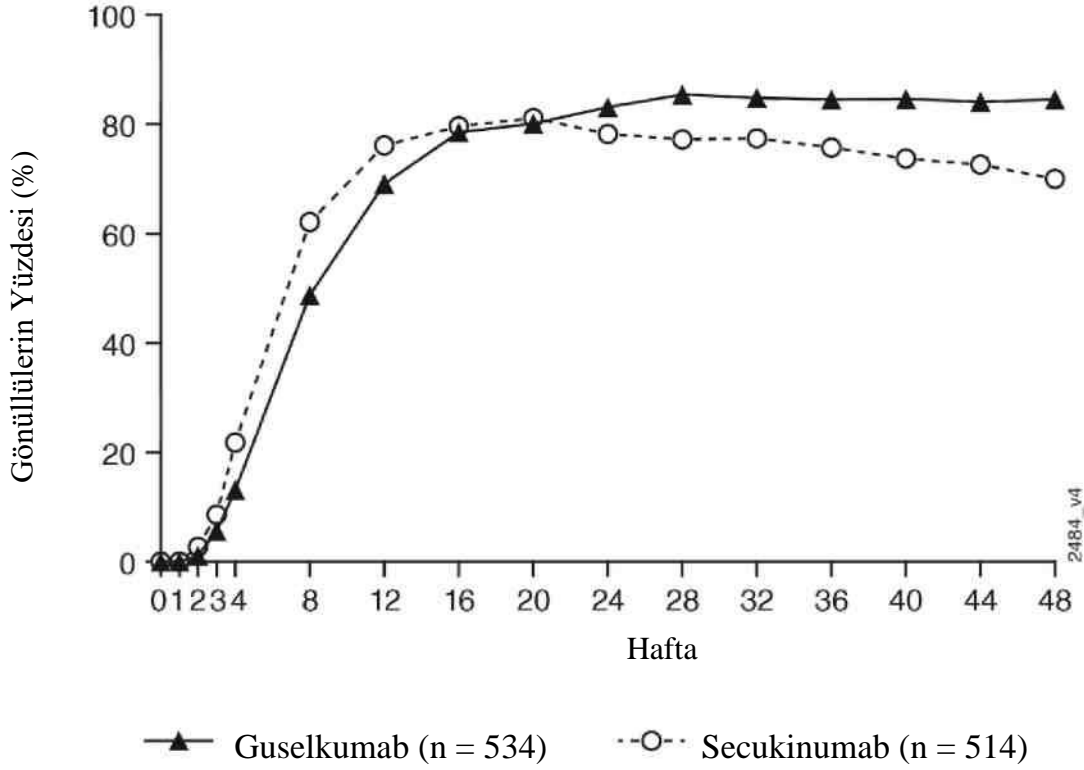 100
80
60
40
20
0
Gönüllülerin Yüzdesi (%)
0 1 2 3 4 8 12 16 20 24 28 32 36 40 44 48
Hafta
2484_v4
Guselkumab (n = 534) Secukinumab (n = 514)